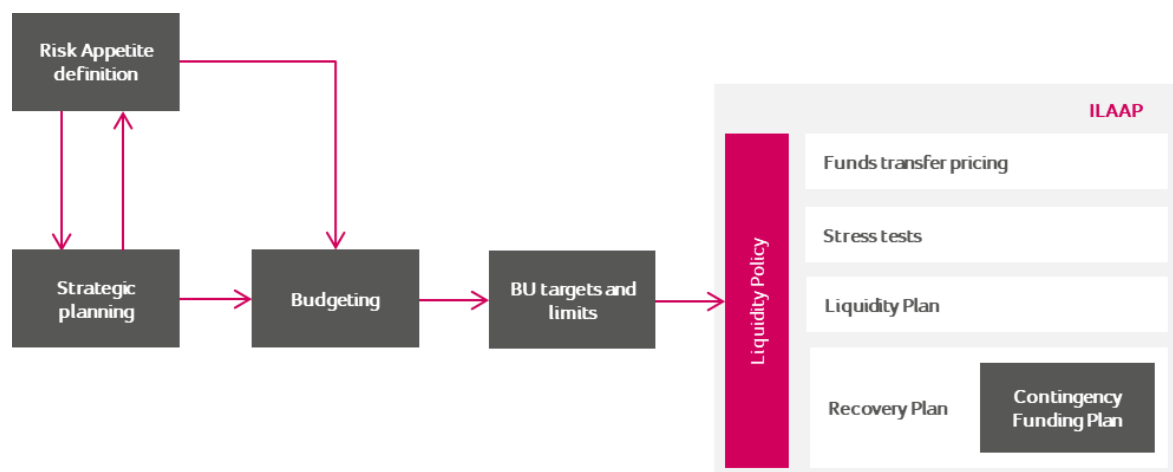 Risk Appetite
definition
Strategic
planning
Budgeting
BU targets and
limits
ILAAP
Liquidity Policy
Funds transfer pricing
Stress tests
Liquidity Plan
Recovery Plan
Contingency
Funding Plan